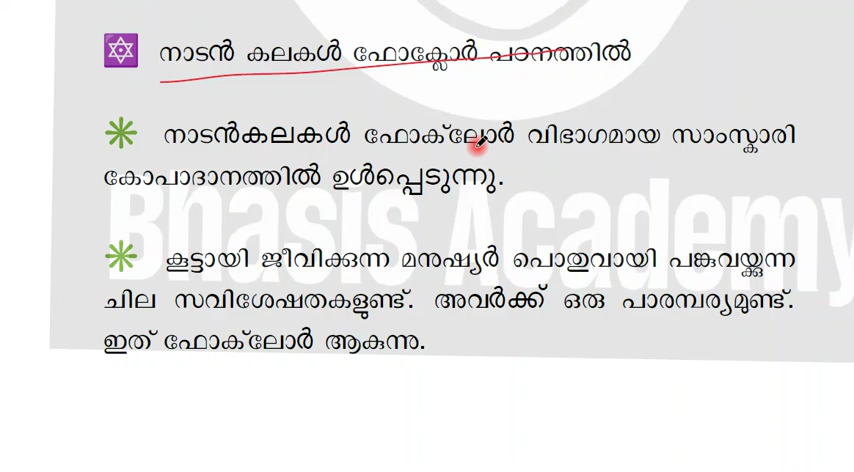 നാടൻ കലകൾ ഫോക്ലോർ പഠനത്തിൽ
നാടൻകലകൾ ഫോക്‌ലോർ വിഭാഗമായ സാംസ്കാരി
കോപാദാനത്തിൽ ഉൾപ്പെടുന്നു.
കൂട്ടായി ജീവിക്കുന്ന മനുഷ്യർ പൊതുവായി പങ്കുവയ്ക്കുന്ന
ചില സവിശേഷതകളുണ്ട്. അവർക്ക് ഒരു പാരമ്പര്യമുണ്ട്.
ഇത് ഫോക്‌ലോർ ആകുന്നു.
Bhasis Academy